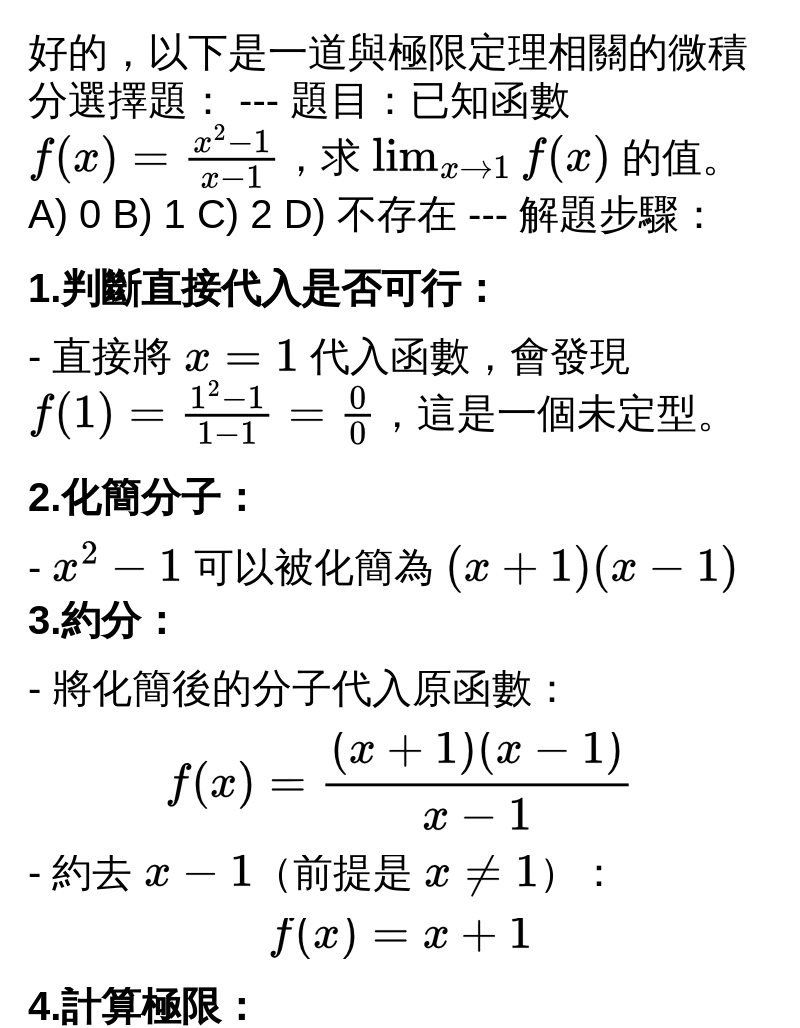 好的，以下是一道與極限定理相關的微積
分選擇題： --- 題目：已知函數
$f(x) = \frac{x^2-1}{x-1}$，求 $\lim_{x \to 1} f(x)$ 的值。
A) 0 B) 1 C) 2 D) 不存在 --- 解題步驟：
1.判斷直接代入是否可行：
- 直接將 $x = 1$ 代入函數，會發現
$f(1) = \frac{1^2-1}{1-1} = \frac{0}{0}$，這是一個未定型。
2.化簡分子：
- $x^2 - 1$ 可以被化簡為 $(x + 1)(x - 1)$
3.約分：
- 將化簡後的分子代入原函數：
$f(x) = \frac{(x + 1)(x - 1)}{x - 1}$
- 約去 $x - 1$（前提是 $x \neq 1$）：
$f(x) = x + 1$
4.計算極限：